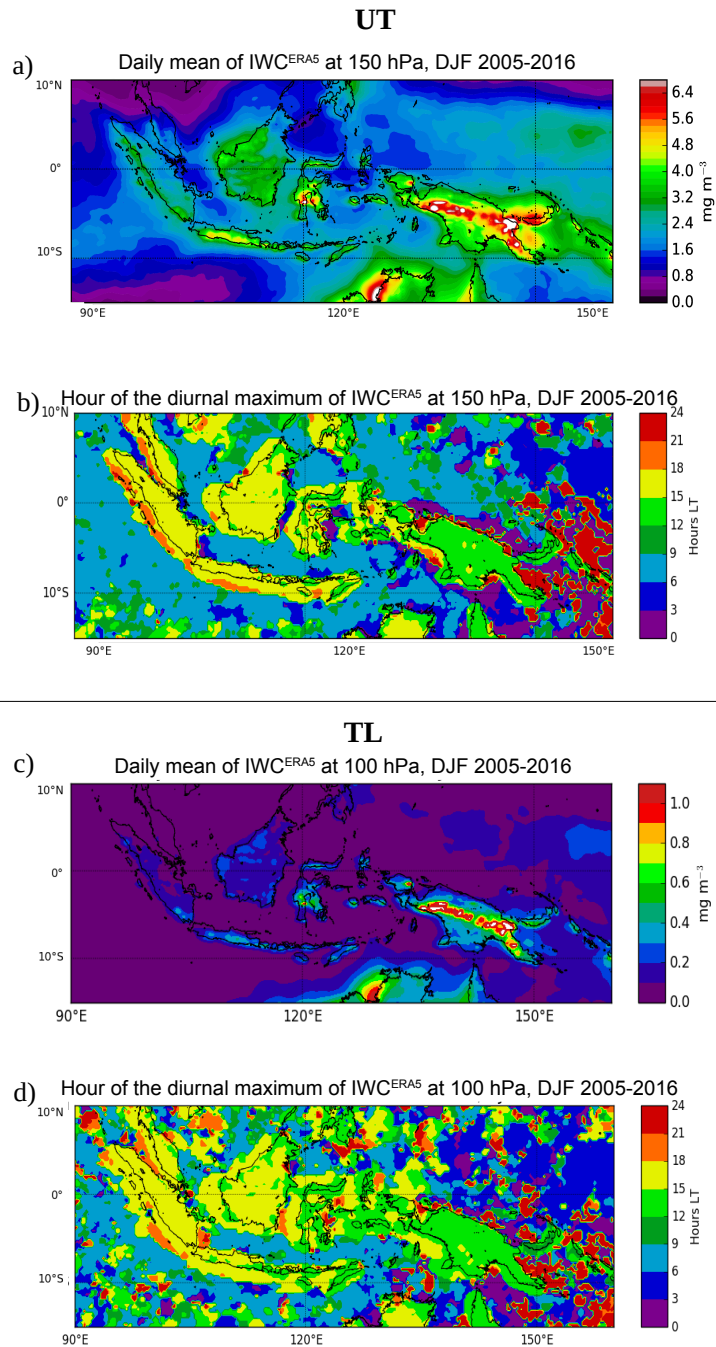 UT
a)
Daily mean of IWC^ERA5 at 150 hPa, DJF 2005-2016
10°N
0°
10°S
90°E
120°E
150°E
6.4
5.6
4.8
4.0
3.2
2.4
1.6
0.8
0.0
mg m⁻³
b)
Hour of the diurnal maximum of IWC^ERA5 at 150 hPa, DJF 2005-2016
10°N
0°
10°S
90°E
120°E
150°E
24
21
18
15
12
9
6
3
0
Hours LT
TL
c)
Daily mean of IWC^ERA5 at 100 hPa, DJF 2005-2016
10°N
0°
10°S
90°E
120°E
150°E
1.0
0.8
0.6
0.4
0.2
0.0
mg m⁻³
d)
Hour of the diurnal maximum of IWC^ERA5 at 100 hPa, DJF 2005-2016
10°N
0°
10°S
90°E
120°E
150°E
24
21
18
15
12
9
6
3
0
Hours LT